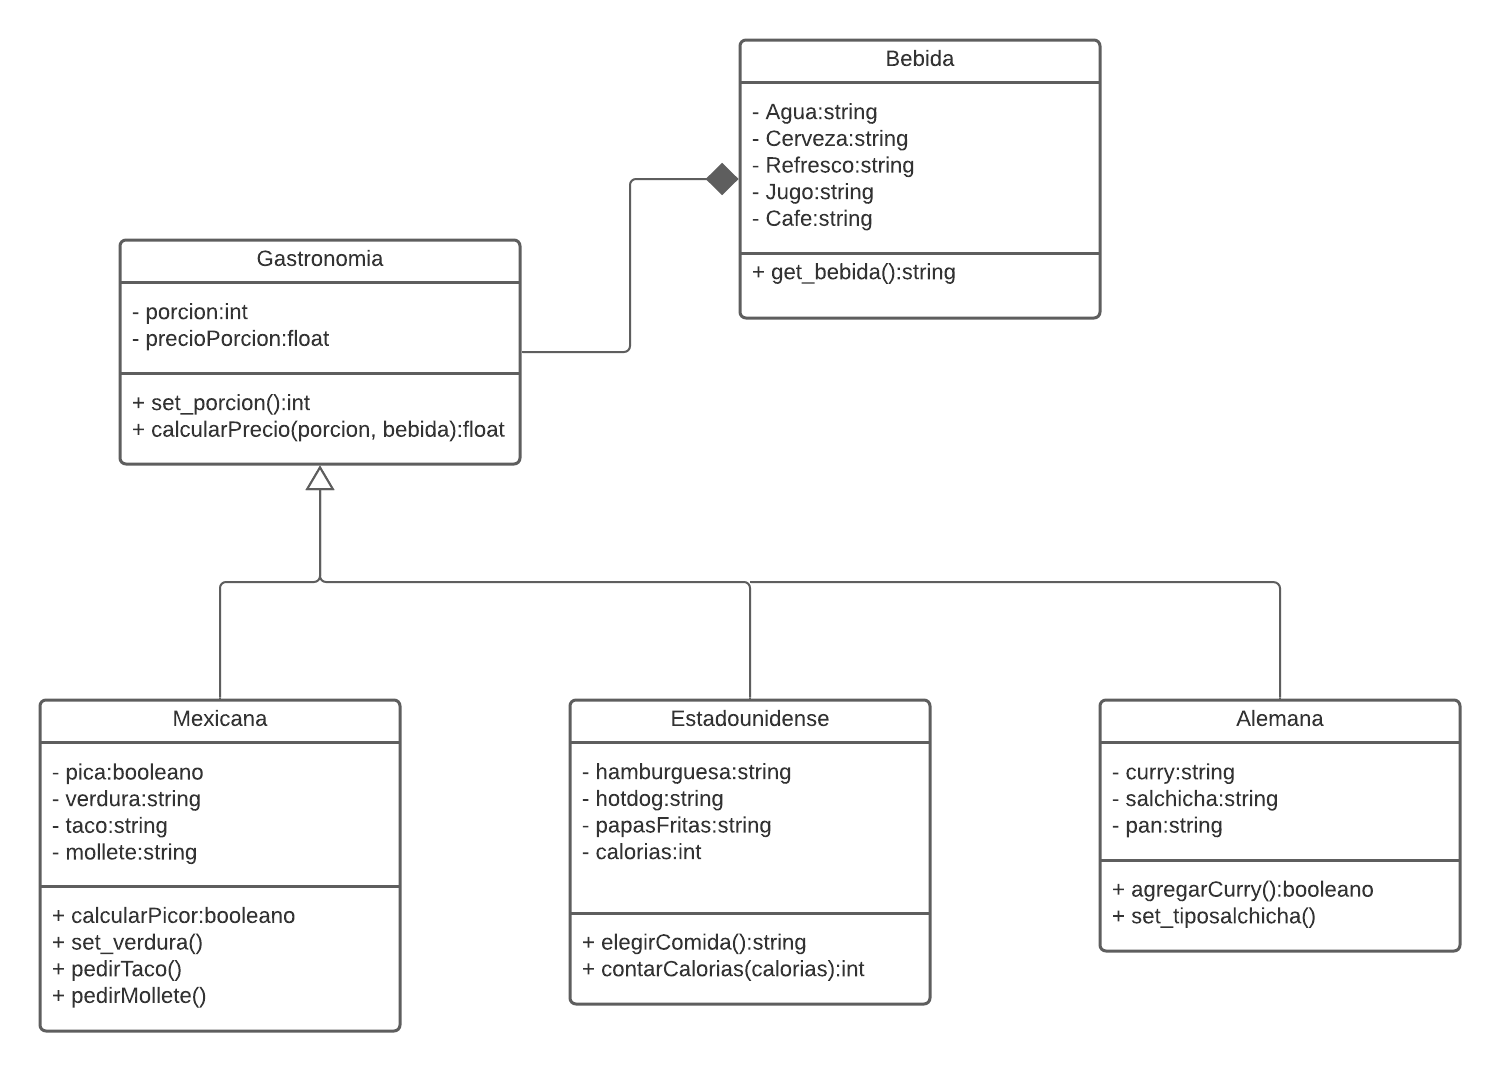 Bebida
- Agua:string
- Cerveza:string
- Refresco:string
- Jugo:string
- Cafe:string
+ get_bebida():string
Gastronomia
- porcion:int
- precioPorcion:float
+ set_porcion():int
+ calcularPrecio(porcion, bebida):float
Mexicana
- pica:booleano
- verdura:string
- taco:string
- mollete:string
+ calcularPicor:booleano
+ set_verdura()
+ pedirTaco()
+ pedirMollete()
Estadounidense
- hamburguesa:string
- hotdog:string
- papasFritas:string
- calorias:int
+ elegirComida():string
+ contarCalorias(calorias):int
Alemana
- curry:string
- salchicha:string
- pan:string
+ agregarCurry():booleano
+ set_tiposalchicha()